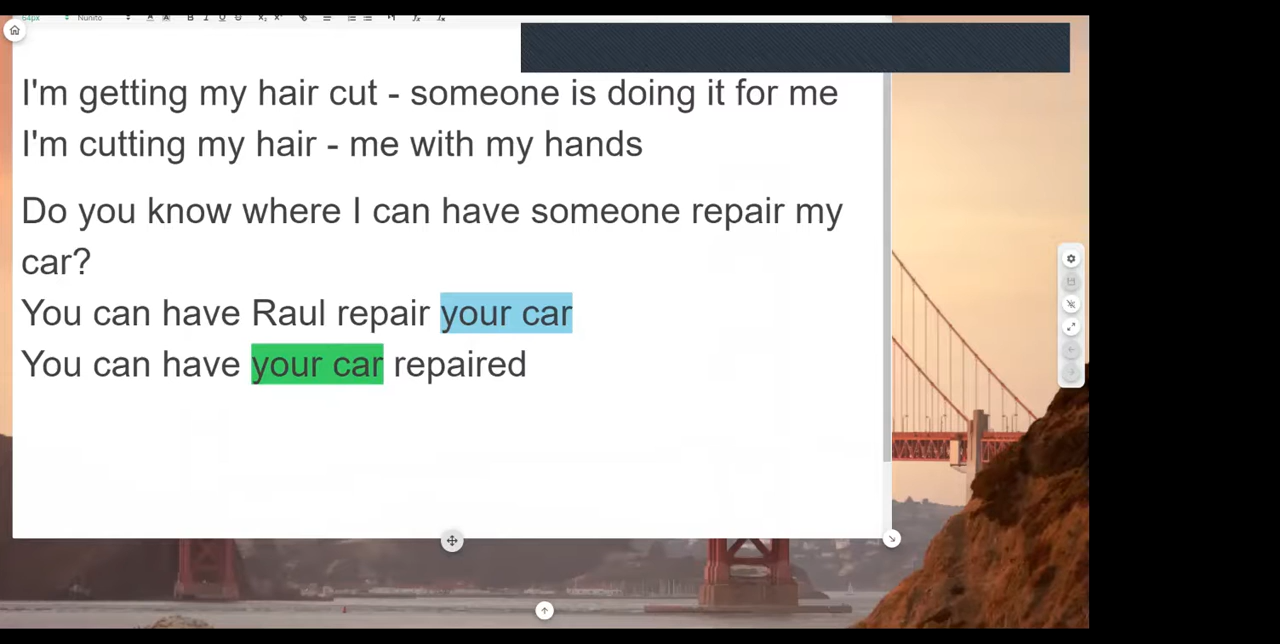 64px Nunito
I'm getting my hair cut - someone is doing it for me
I'm cutting my hair - me with my hands
Do you know where I can have someone repair my
car?
You can have Raul repair your car
You can have your car repaired